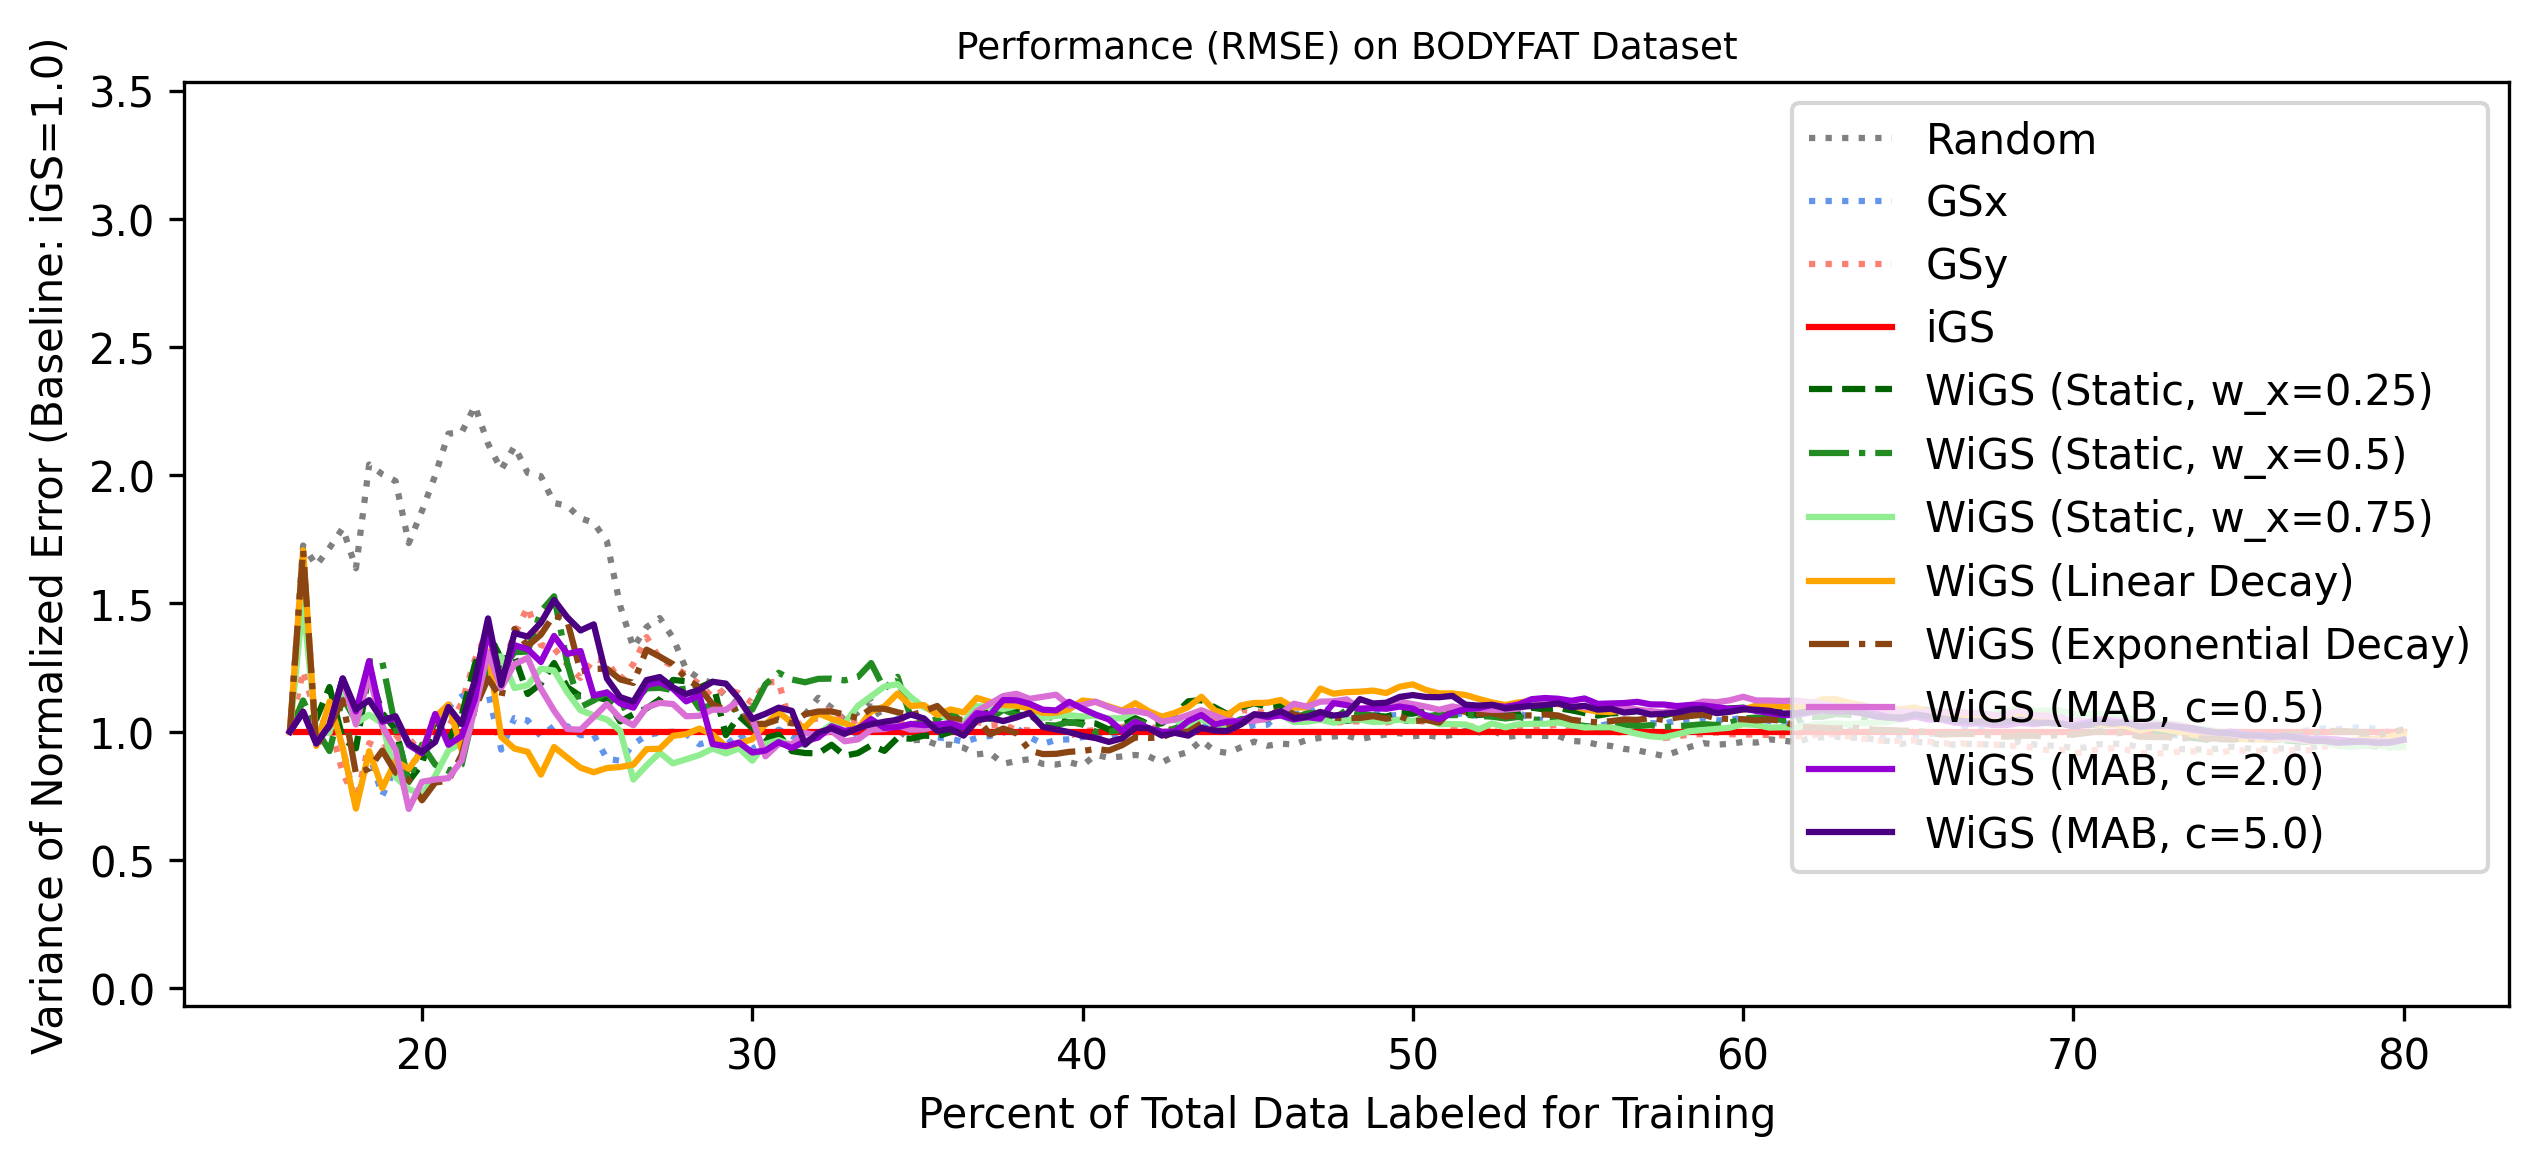 Performance (RMSE) on BODYFAT Dataset
Variance of Normalized Error (Baseline: iGS=1.0)
3.5
3.0
2.5
2.0
1.5
1.0
0.5
0.0
Random
GSx
GSy
iGS
WiGS (Static, w_x=0.25)
WiGS (Static, w_x=0.5)
WiGS (Static, w_x=0.75)
WiGS (Linear Decay)
WiGS (Exponential Decay)
WiGS (MAB, c=0.5)
WiGS (MAB, c=2.0)
WiGS (MAB, c=5.0)
20 30 40 50 60 70 80
Percent of Total Data Labeled for Training